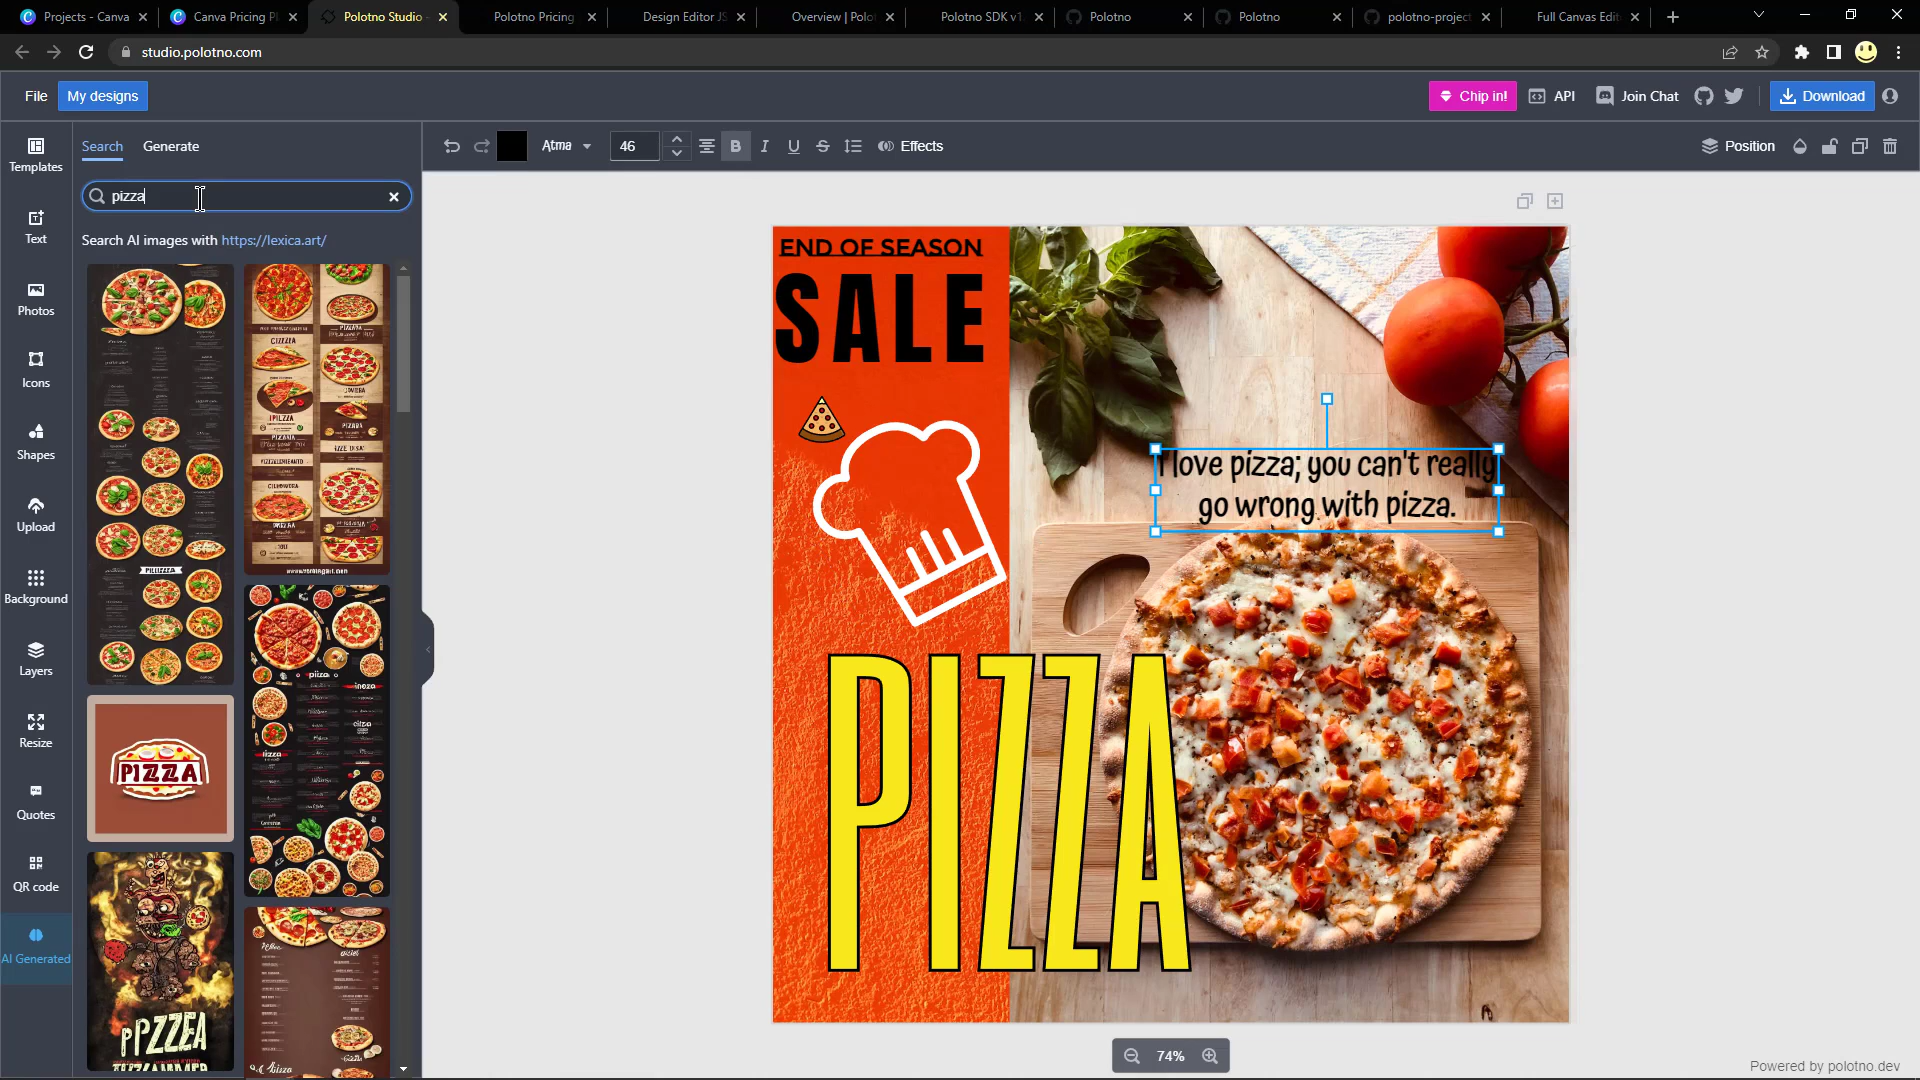 Projects - Canva
Canva Pricing Pl
Polotno Studio -
Polotno Pricing
Design Editor JS
Overview | Polot
Polotno SDK v1.
Polotno
Polotno
polotno-project
Full Canvas Edit
studio.polotno.com
File
My designs
Chip in!
API
Join Chat
Download
Templates
Text
Photos
Icons
Shapes
Upload
Background
Layers
Resize
Quotes
QR code
AI Generated
Search
Generate
pizza
Search AI images with https://lexica.art/
PIZZA
Atma
46
B
I
U
S
Effects
Position
END OF SEASON
SALE
I love pizza; you can't really
go wrong with pizza.
PIZZA
74%
Powered by polotno.dev